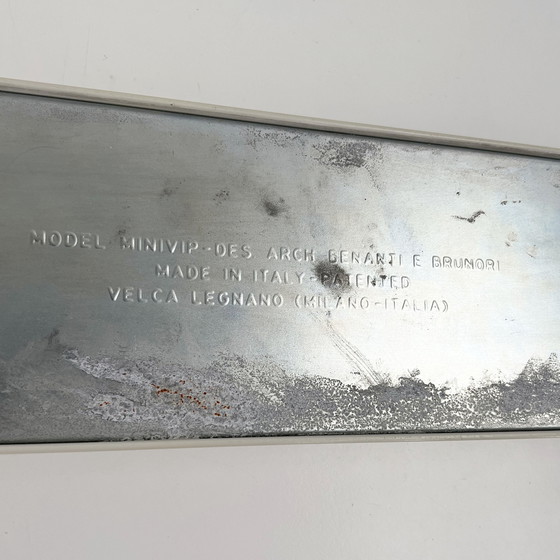 MODEL MINIVIP-DES ARCH BENANTI E BRUNORI
MADE IN ITALY-PATENTED
VELCA LEGNANO (MILANO-ITALIA)